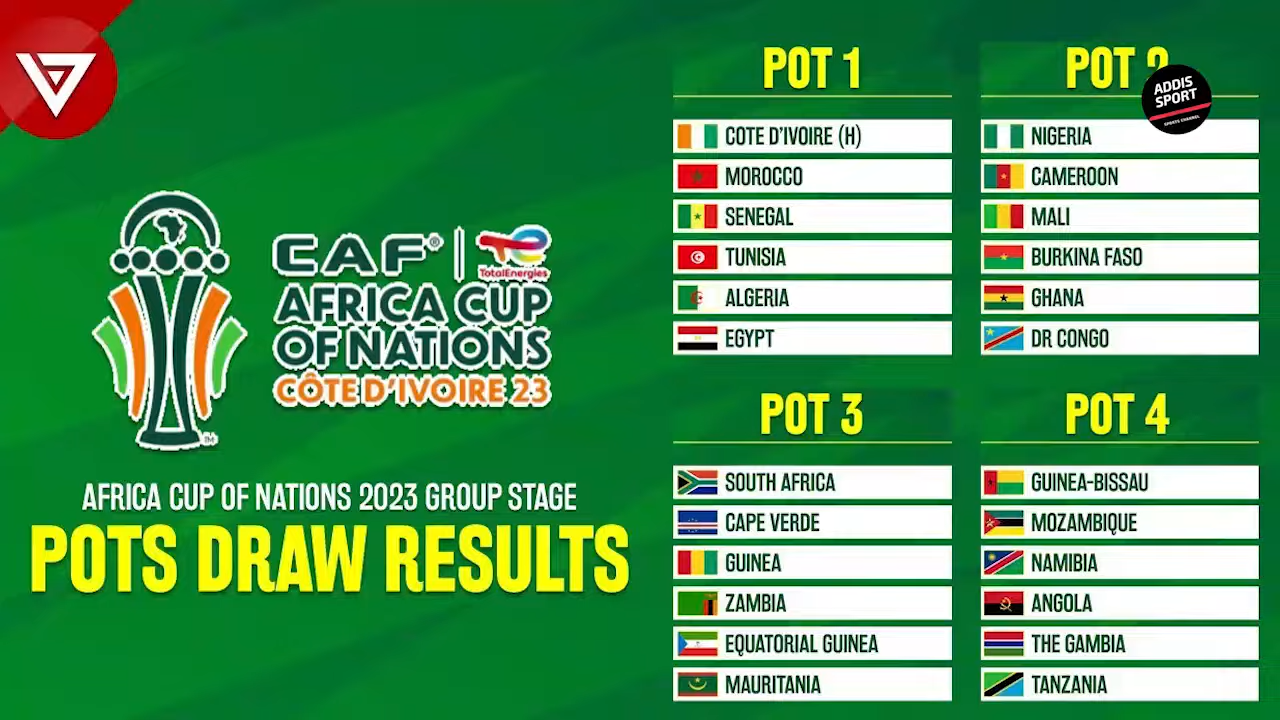 CAF® | TotalEnergies
AFRICA CUP
OF NATIONS
CÔTE D'IVOIRE 23
TM
AFRICA CUP OF NATIONS 2023 GROUP STAGE
POTS DRAW RESULTS
POT 1
COTE D'IVOIRE (H)
MOROCCO
SENEGAL
TUNISIA
ALGERIA
EGYPT
POT 2
ADDIS
SPORT
SPORTS CHANNEL
NIGERIA
CAMEROON
MALI
BURKINA FASO
GHANA
DR CONGO
POT 3
SOUTH AFRICA
CAPE VERDE
GUINEA
ZAMBIA
EQUATORIAL GUINEA
MAURITANIA
POT 4
GUINEA-BISSAU
MOZAMBIQUE
NAMIBIA
ANGOLA
THE GAMBIA
TANZANIA